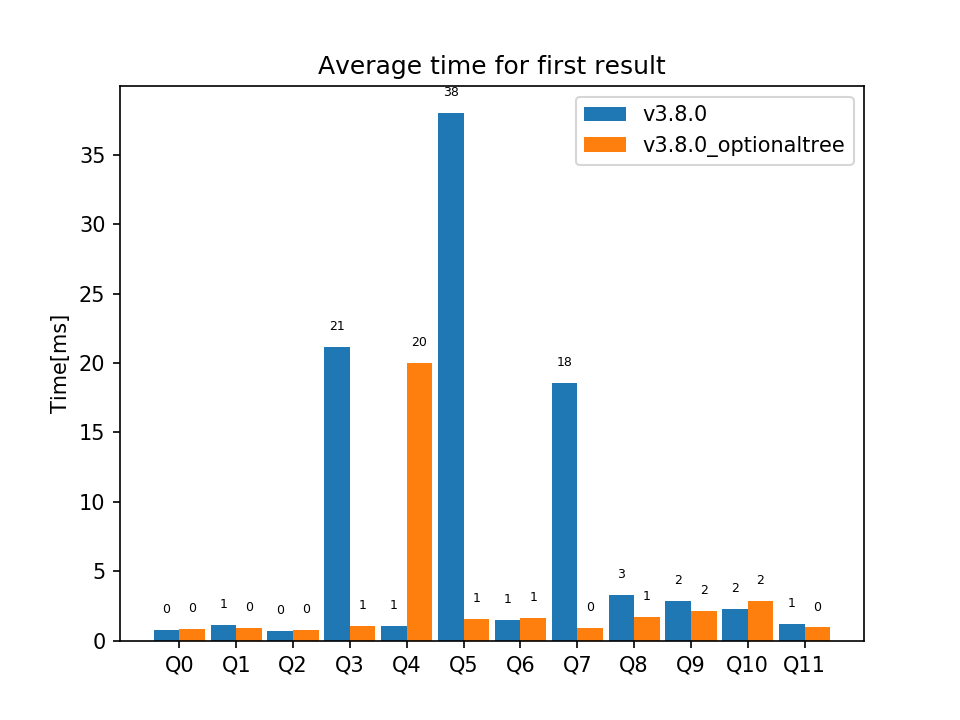 Average time for first result
v3.8.0
v3.8.0_optionaltree
Time[ms]
35
30
25
20
15
10
5
0
0 0 1 0 0 0 21 1 1 20 38 1 1 1 18 0 3 1 2 2 2 2 1 0
Q0 Q1 Q2 Q3 Q4 Q5 Q6 Q7 Q8 Q9 Q10 Q11